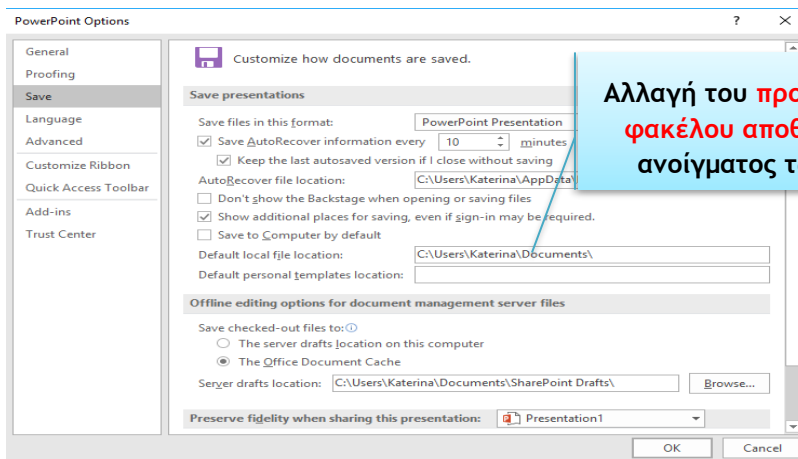 PowerPoint Options
General
Proofing
Save
Language
Advanced
Customize Ribbon
Quick Access Toolbar
Add-ins
Trust Center
Customize how documents are saved.
Save presentations
Save files in this format: PowerPoint Presentation
Save AutoRecover information every 10 minutes
Keep the last autosaved version if I close without saving
AutoRecover file location: C:\Users\Katerina\AppData\
Don't show the Backstage when opening or saving files
Show additional places for saving, even if sign-in may be required.
Save to Computer by default
Default local file location: C:\Users\Katerina\Documents\
Default personal templates location:
Offline editing options for document management server files
Save checked-out files to:
The server drafts location on this computer
The Office Document Cache
Server drafts location: C:\Users\Katerina\Documents\SharePoint Drafts\ Browse...
Preserve fidelity when sharing this presentation: Presentation1
OK Cancel
Αλλαγή του
φακέλου
ανοίγματος